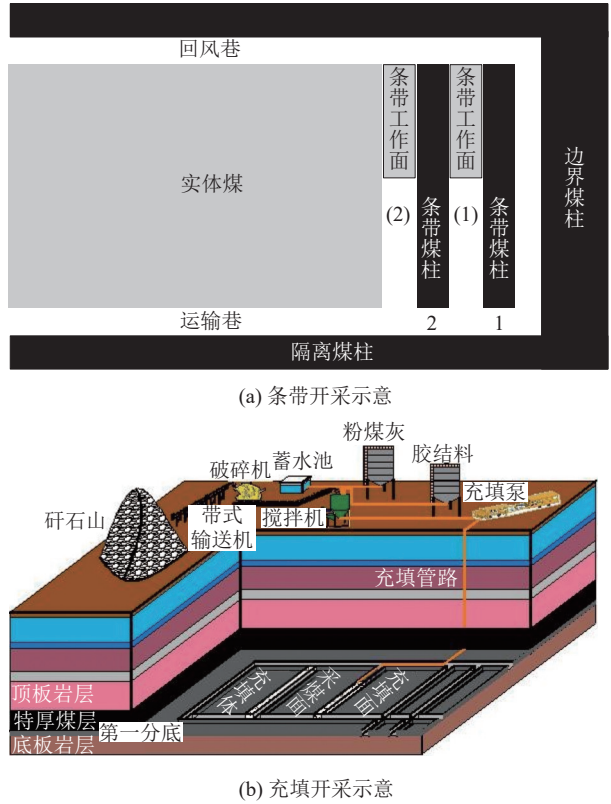 回风巷
条带工作面
条带工作面
实体煤
(2)
条带煤柱
(1)
条带煤柱
边界煤柱
运输巷
2
1
隔离煤柱
(a) 条带开采示意
粉煤灰
胶结料
蓄水池
破碎机
充填泵
矸石山
带式
输送机
搅拌机
充填管路
顶板岩层
充填体
采煤面
充填面
特厚煤层
第一分底
底板岩层
(b) 充填开采示意